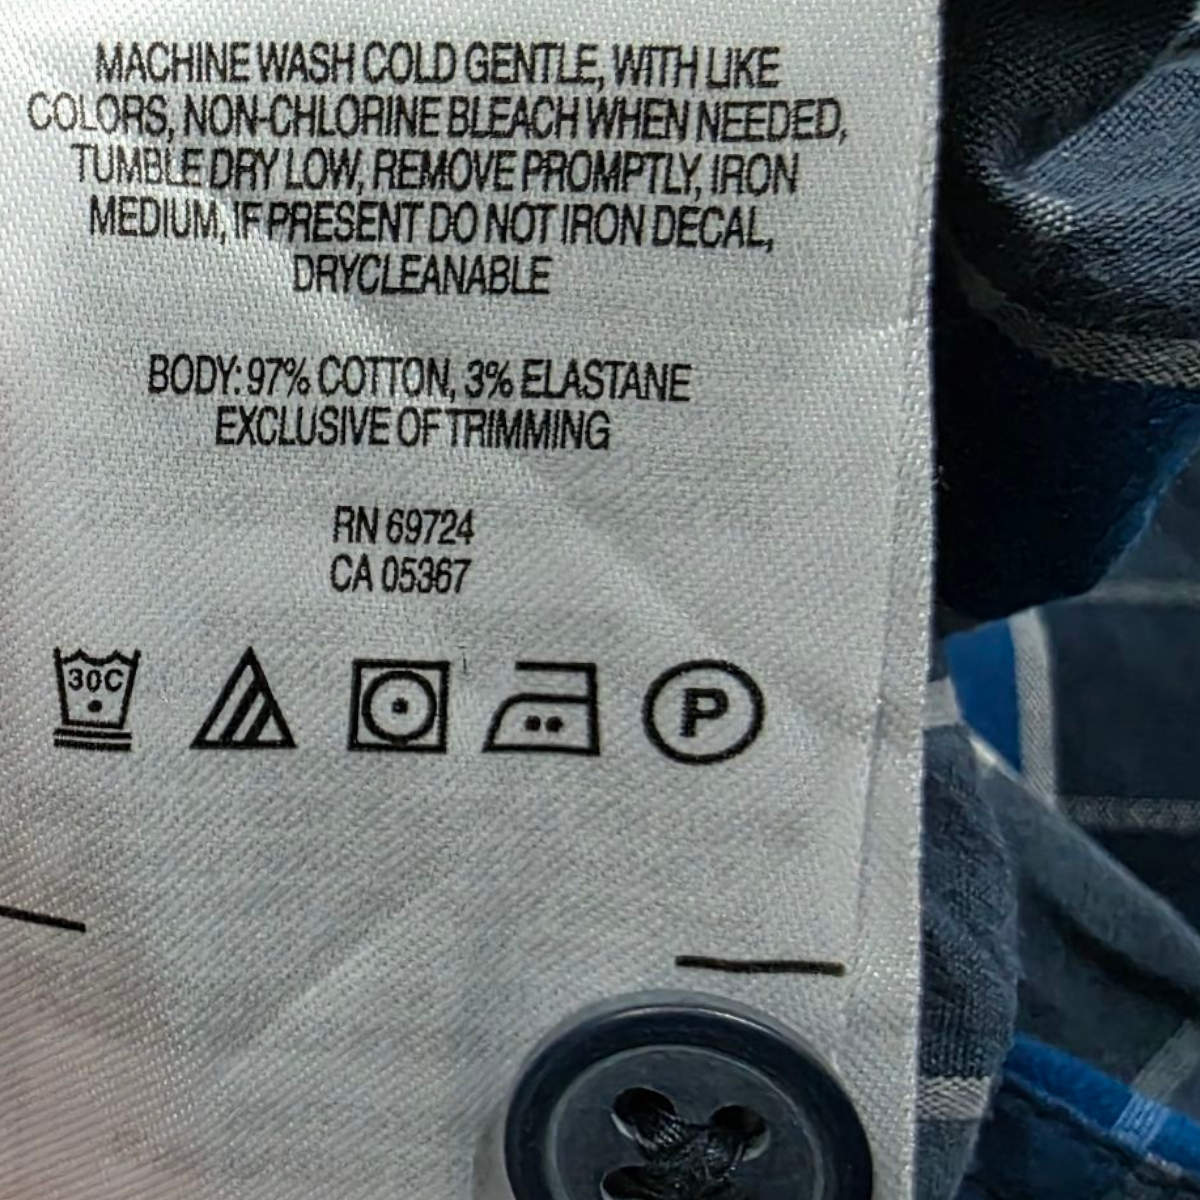 MACHINE WASH COLD GENTLE, WITH LIKE
COLORS, NON-CHLORINE BLEACH WHEN NEEDED,
TUMBLE DRY LOW, REMOVE PROMPTLY, IRON
MEDIUM, IF PRESENT DO NOT IRON DECAL,
DRYCLEANABLE
BODY: 97% COTTON, 3% ELASTANE
EXCLUSIVE OF TRIMMING
RN 69724
CA 05367
30C P